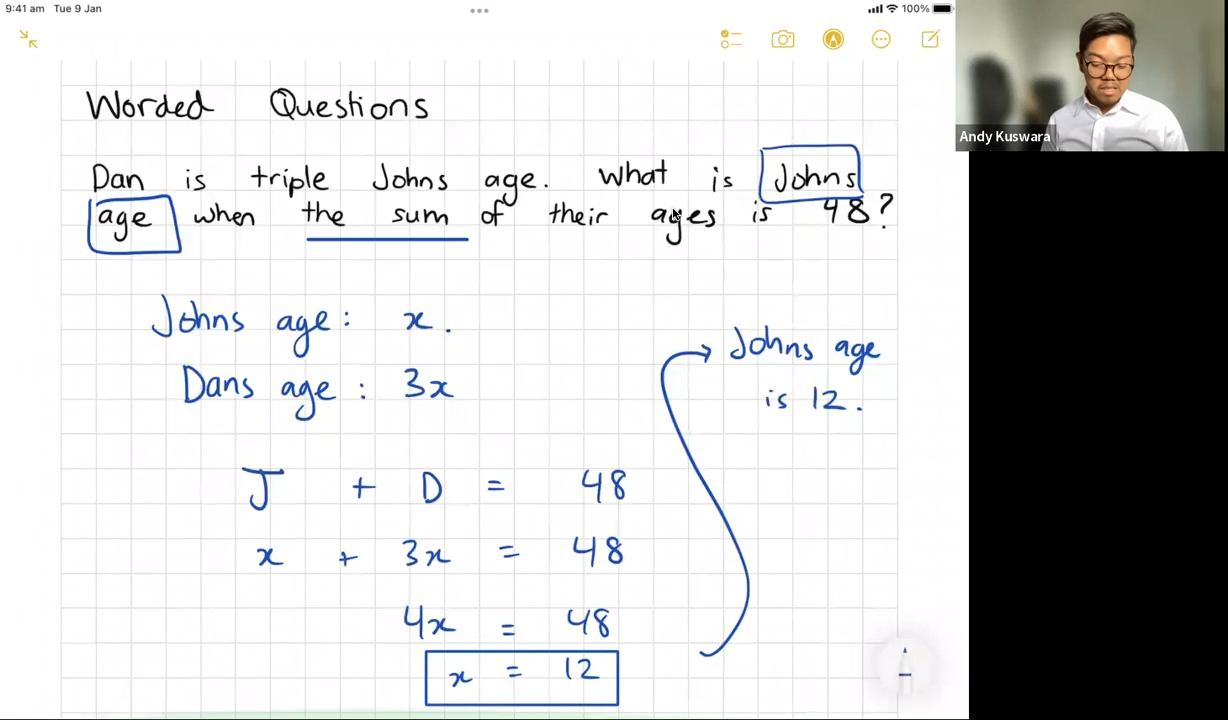 9:41 am Tue 9 Jan
100%
Andy Kuswara
Worded Questions
Dan is triple Johns age. What is Johns
age when the sum of their ages is 48?
Johns age: x.
Dans age: 3x
J + D = 48
x + 3x = 48
4x = 48
x = 12
Johns age
is 12.